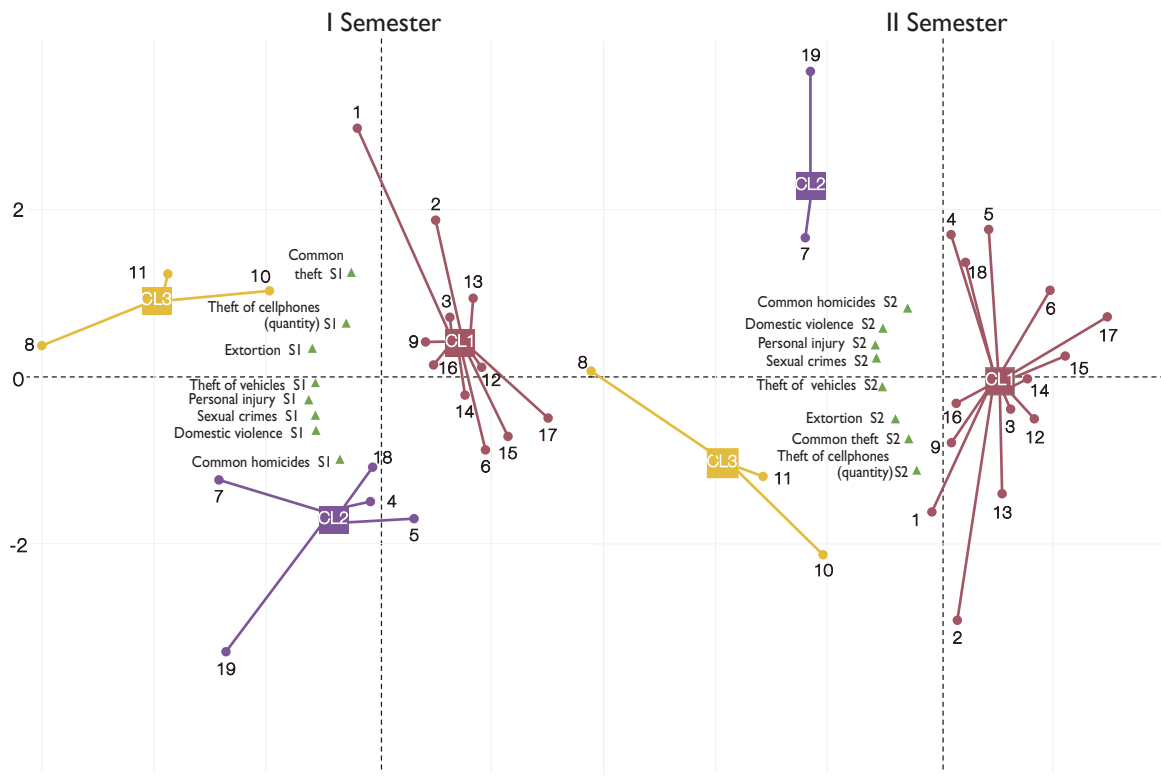 I Semester
II Semester
19
1
CL2
2
2
4
5
7
Common
theft S1
11
10
13
18
CL3
Theft of cellphones
(quantity) S1
3
6
Common homicides S2
17
Domestic violence S2
8
Extortion S1
9
CL1
Personal injury S2
Sexual crimes S2
15
8
16
12
0
CL1
14
Theft of vehicles S1
Theft of vehicles S2
Personal injury S1
Sexual crimes S1
14
17
Extortion S2
16
3
12
Domestic violence S1
6
15
Common theft S2
9
Theft of cellphones
(quantity) S2
Common homicides S1
18
CL3
11
7
4
13
1
CL2
5
-2
10
2
19